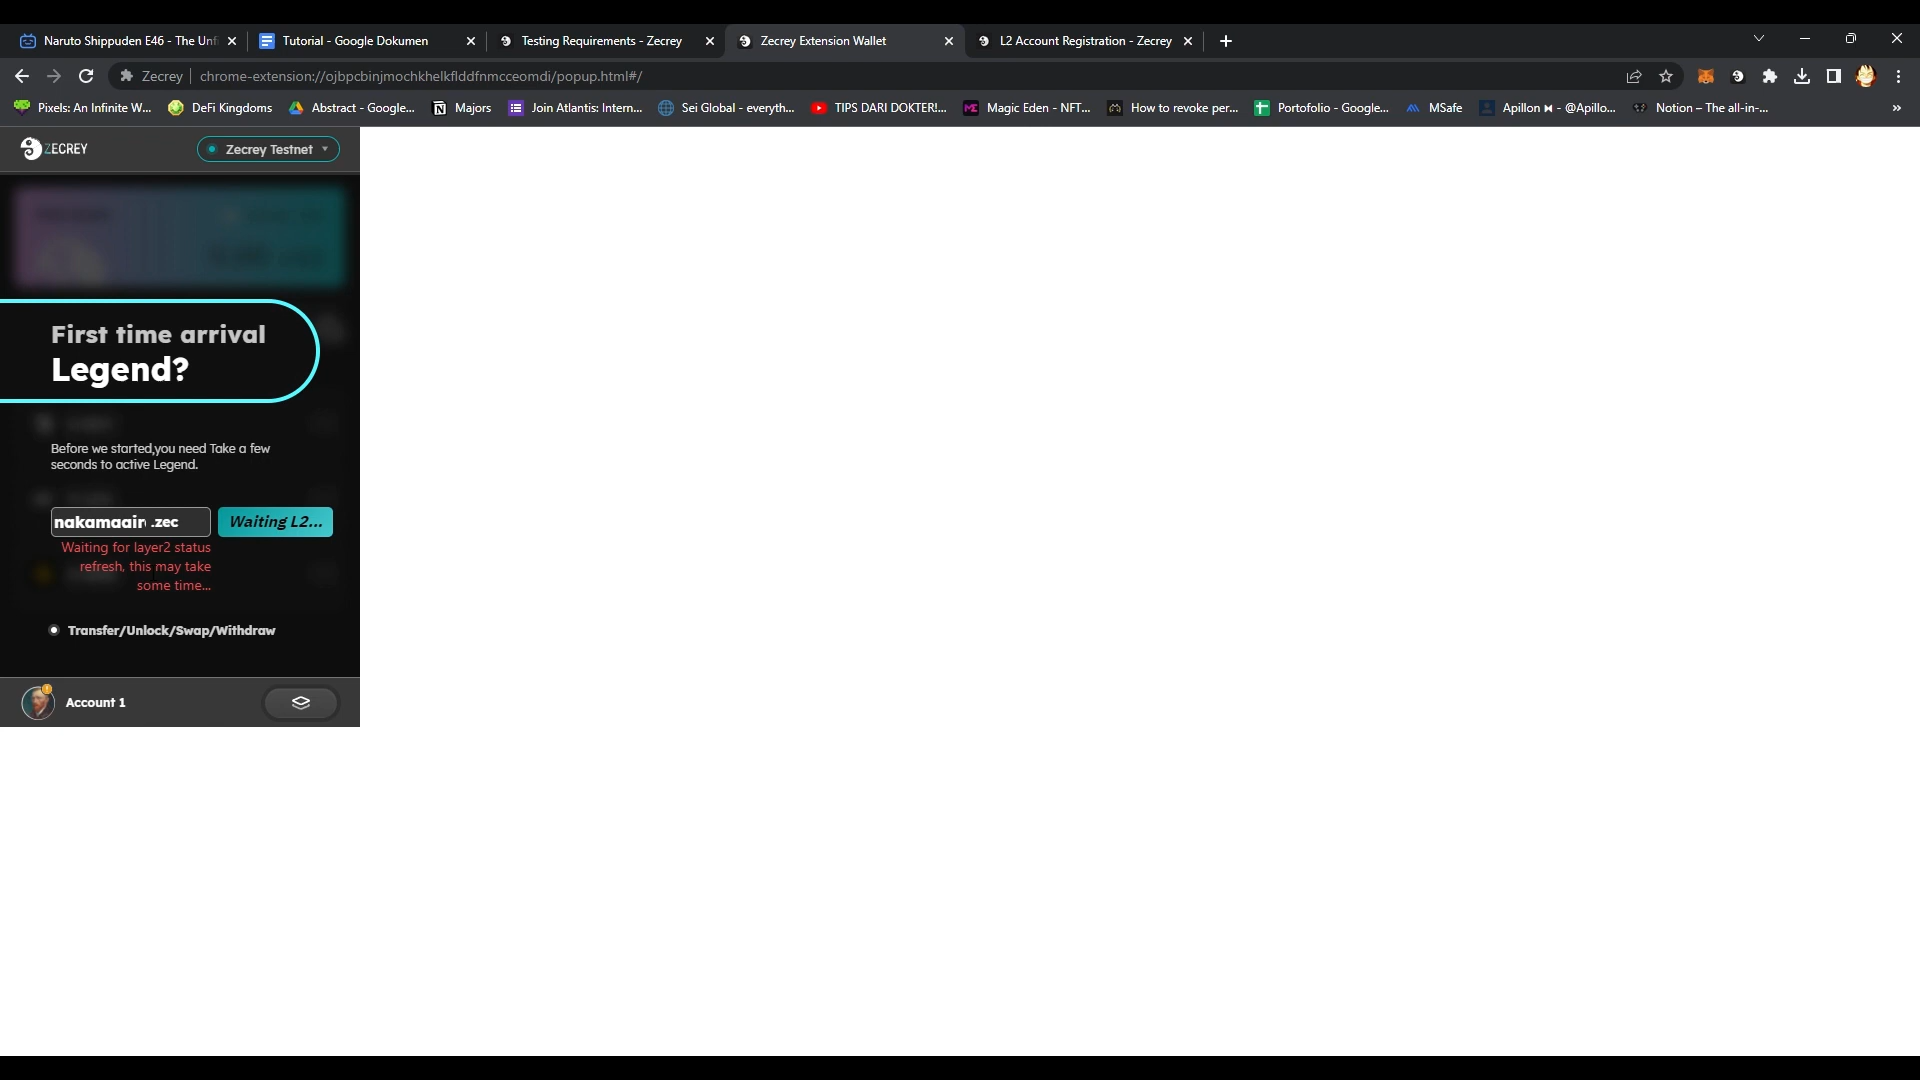 Naruto Shippuden E46 - The Unfi
Tutorial - Google Dokumen
Testing Requirements - Zecrey
Zecrey Extension Wallet
L2 Account Registration - Zecrey
Zecrey
chrome-extension://ojbpcbinjmochkhelkflddfnmcceomdi/popup.html#/
Pixels: An Infinite W...
DeFi Kingdoms
Abstract - Google...
Majors
Join Atlantis: Intern...
Sei Global - everyth...
TIPS DARI DOKTER!...
Magic Eden - NFT...
How to revoke per...
Portofolio - Google...
MSafe
Apillon ⧓ - @Apillo...
Notion – The all-in-...
»
ZECREY
Zecrey Testnet
First time arrival
Legend?
Before we started,you need Take a few
seconds to active Legend.
nakamaair .zec
Waiting L2...
Waiting for layer2 status
refresh, this may take
some time...
Transfer/Unlock/Swap/Withdraw
Account 1